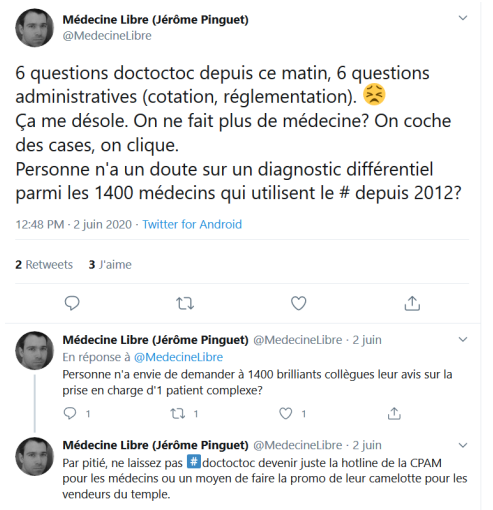 Médecine Libre (Jérôme Pinguet)
@MedecineLibre
6 questions doctoctoc depuis ce matin, 6 questions
administratives (cotation, réglementation). 😣
Ça me désole. On ne fait plus de médecine? On coche
des cases, on clique.
Personne n'a un doute sur un diagnostic différentiel
parmi les 1400 médecins qui utilisent le # depuis 2012?
12:48 PM · 2 juin 2020 · Twitter for Android
2 Retweets 3 J'aime
Médecine Libre (Jérôme Pinguet) @MedecineLibre · 2 juin
En réponse à @MedecineLibre
Personne n'a envie de demander à 1400 brilliants collègues leur avis sur la
prise en charge d'1 patient complexe?
1 1 1
Médecine Libre (Jérôme Pinguet) @MedecineLibre · 2 juin
Par pitié, ne laissez pas #️⃣doctoctoc devenir juste la hotline de la CPAM
pour les médecins ou un moyen de faire la promo de leur camelotte pour les
vendeurs du temple.